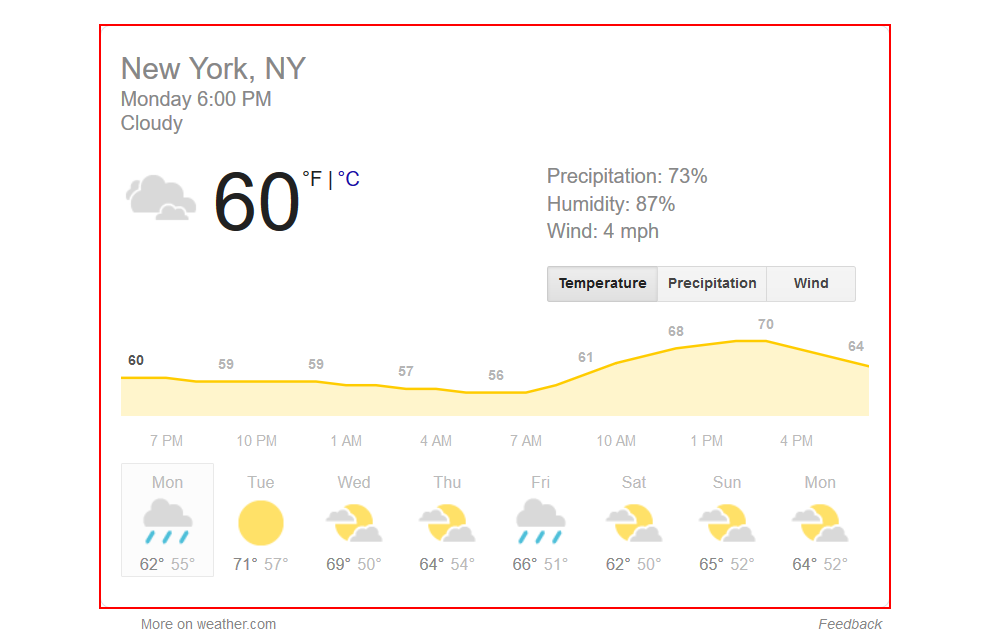 New York, NY
Monday 6:00 PM
Cloudy
60 °F | °C
Precipitation: 73%
Humidity: 87%
Wind: 4 mph
Temperature Precipitation Wind
60 59 59 57 56 61 68 70 64
7 PM 10 PM 1 AM 4 AM 7 AM 10 AM 1 PM 4 PM
Mon Tue Wed Thu Fri Sat Sun Mon
62° 55° 71° 57° 69° 50° 64° 54° 66° 51° 62° 50° 65° 52° 64° 52°
More on weather.com Feedback